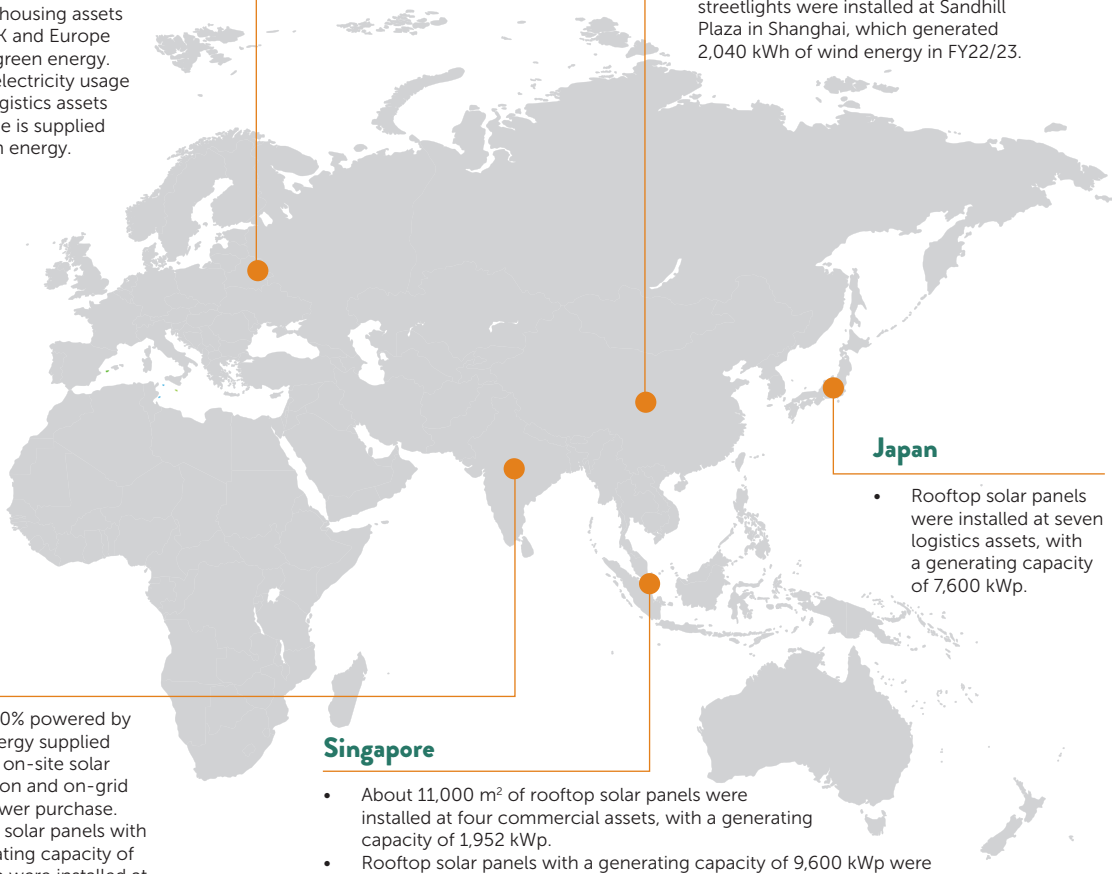 housing assets
K and Europe
green energy.
electricity usage
gistics assets
e is supplied
n energy.
streetlights were installed at Sandhill
Plaza in Shanghai, which generated
2,040 kWh of wind energy in FY22/23.
Japan
• Rooftop solar panels
were installed at seven
logistics assets, with
a generating capacity
of 7,600 kWp.
0% powered by
ergy supplied
on-site solar
on and on-grid
wer purchase.
solar panels with
ating capacity of
were installed at
Singapore
• About 11,000 m² of rooftop solar panels were
installed at four commercial assets, with a generating
capacity of 1,952 kWp.
• Rooftop solar panels with a generating capacity of 9,600 kWp were